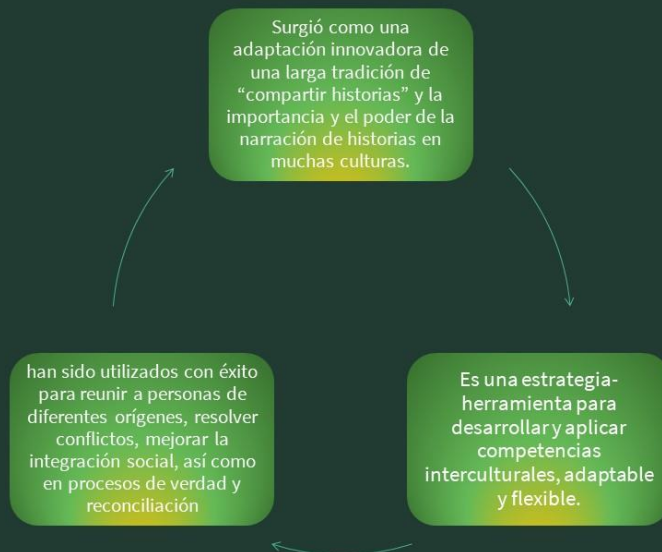 Surgió como una
adaptación innovadora de
una larga tradición de
“compartir historias” y la
importancia y el poder de la
narración de historias en
muchas culturas.
Es una estrategia-
herramienta para
desarrollar y aplicar
competencias
interculturales, adaptable
y flexible.
han sido utilizados con éxito
para reunir a personas de
diferentes orígenes, resolver
conflictos, mejorar la
integración social, así como
en procesos de verdad y
reconciliación